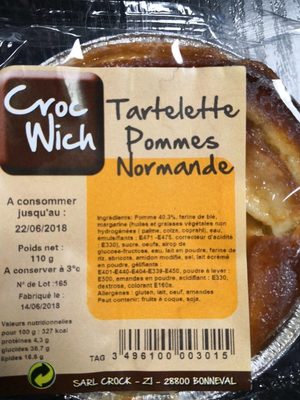 Croc
Wich
Tartelette
Pommes
Normande
A consommer
jusqu'au :
22/06/2018
Poids net :
110 g
A conserver à 3°c
N° de Lot :165
Fabriqué le :
14/06/2018
Valeurs nutritionnelles
pour 100 g : 327 kcal
protéines 4,3 g
glucides 38,7 g
lipides 16,6 g
Ingrédients: Pomme 40,3%, farine de blé,
margarine (huiles et graisses végétales non
hydrogénées ( palme, colza, coprah), eau,
émulsifiants : E471 -E475, correcteur d'acidité
: E330), sucre, oeufs, sirop de
glucose-fructose, eau, lait en poudre, farine de
riz, abricots, amidon modifié, sel, lait écrémé
en poudre, gélifiants :
E401-E440-E404-E339-E450, poudre à lever :
E500, amandes en poudre, acidifiant : E330,
dextrose, colorant E160a.
Allergènes : gluten, lait, oeuf, amandes
Peut contenir: fruits à coque, soja.
TAG 3 496100 003015
SARL CROCK - ZI - 28800 BONNEVAL